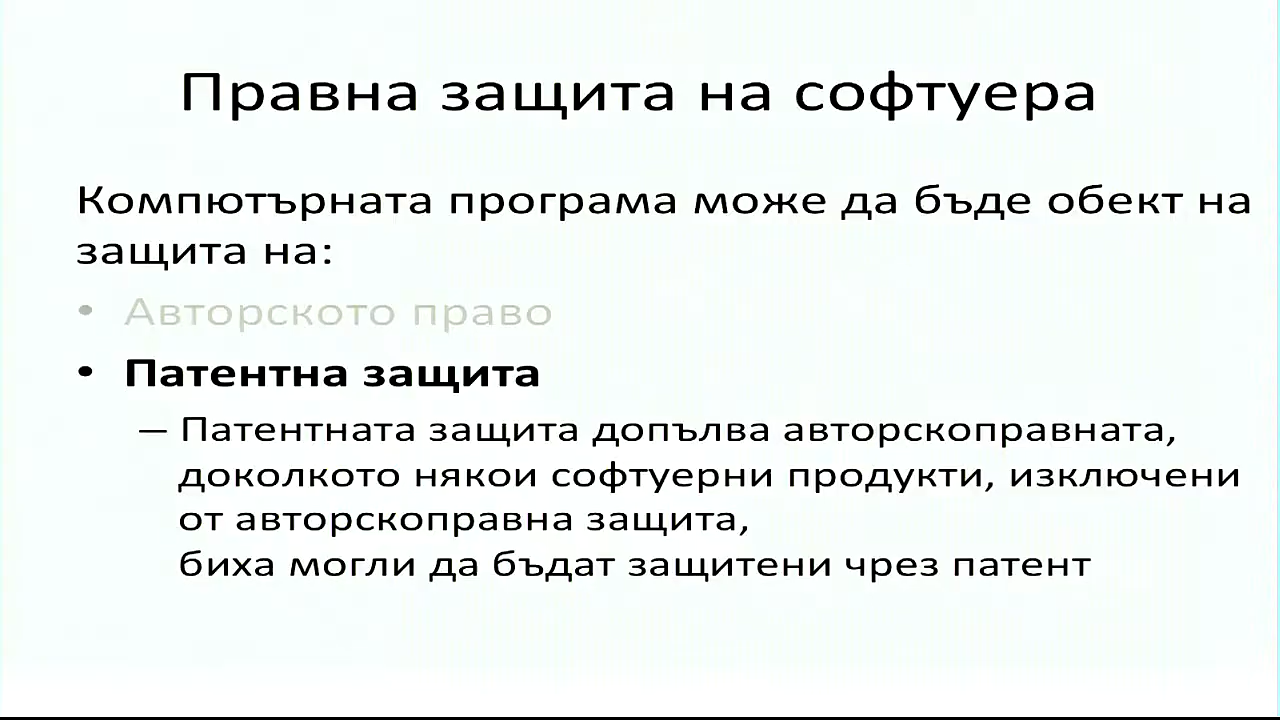 Правна защита на софтуера
Компютърната програма може да бъде обект на
защита на:
• Авторското право
• Патентна защита
– Патентната защита допълва авторскоправната,
доколкото някои софтуерни продукти, изключени
от авторскоправна защита,
биха могли да бъдат защитени чрез патент